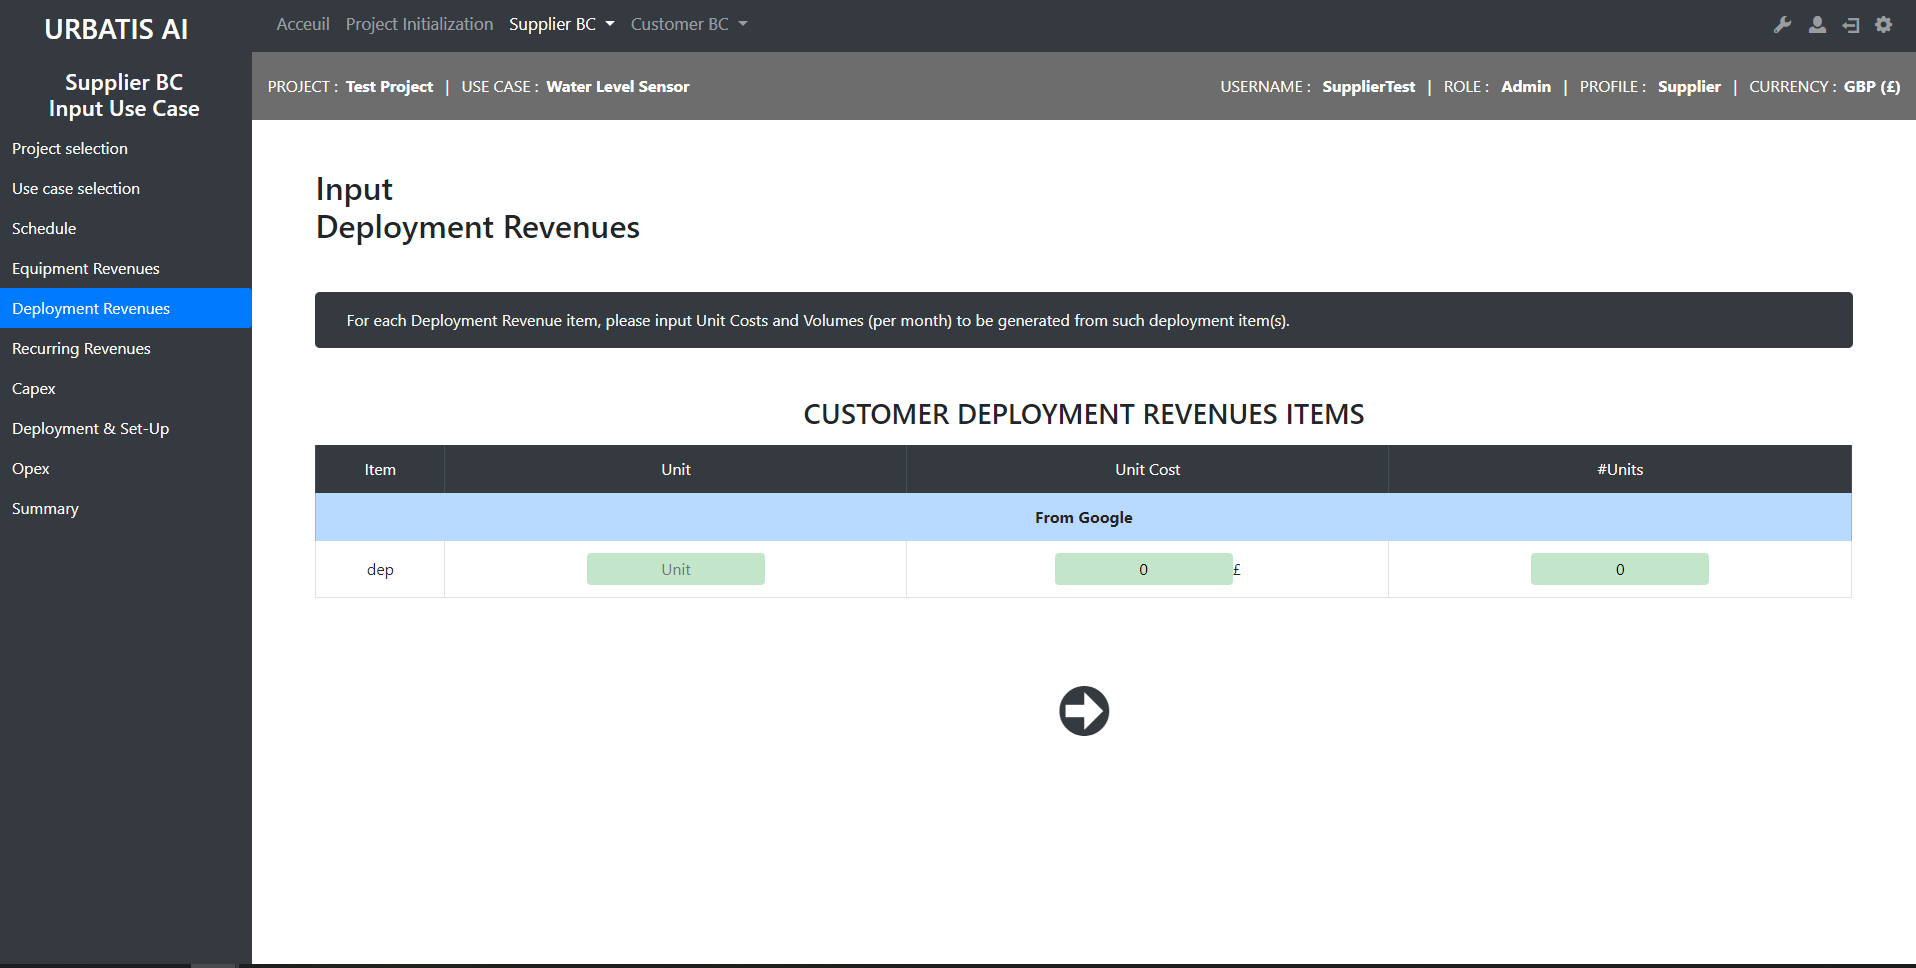 URBATIS AI
Acceuil Project Initialization Supplier BC Customer BC
Supplier BC
Input Use Case
Project selection
Use case selection
Schedule
Equipment Revenues
Deployment Revenues
Recurring Revenues
Capex
Deployment & Set-Up
Opex
Summary
PROJECT : Test Project | USE CASE : Water Level Sensor
USERNAME : SupplierTest | ROLE : Admin | PROFILE : Supplier | CURRENCY : GBP (£)
Input
Deployment Revenues
For each Deployment Revenue item, please input Unit Costs and Volumes (per month) to be generated from such deployment item(s).
CUSTOMER DEPLOYMENT REVENUES ITEMS
Item Unit Unit Cost #Units
From Google
dep Unit 0 £ 0